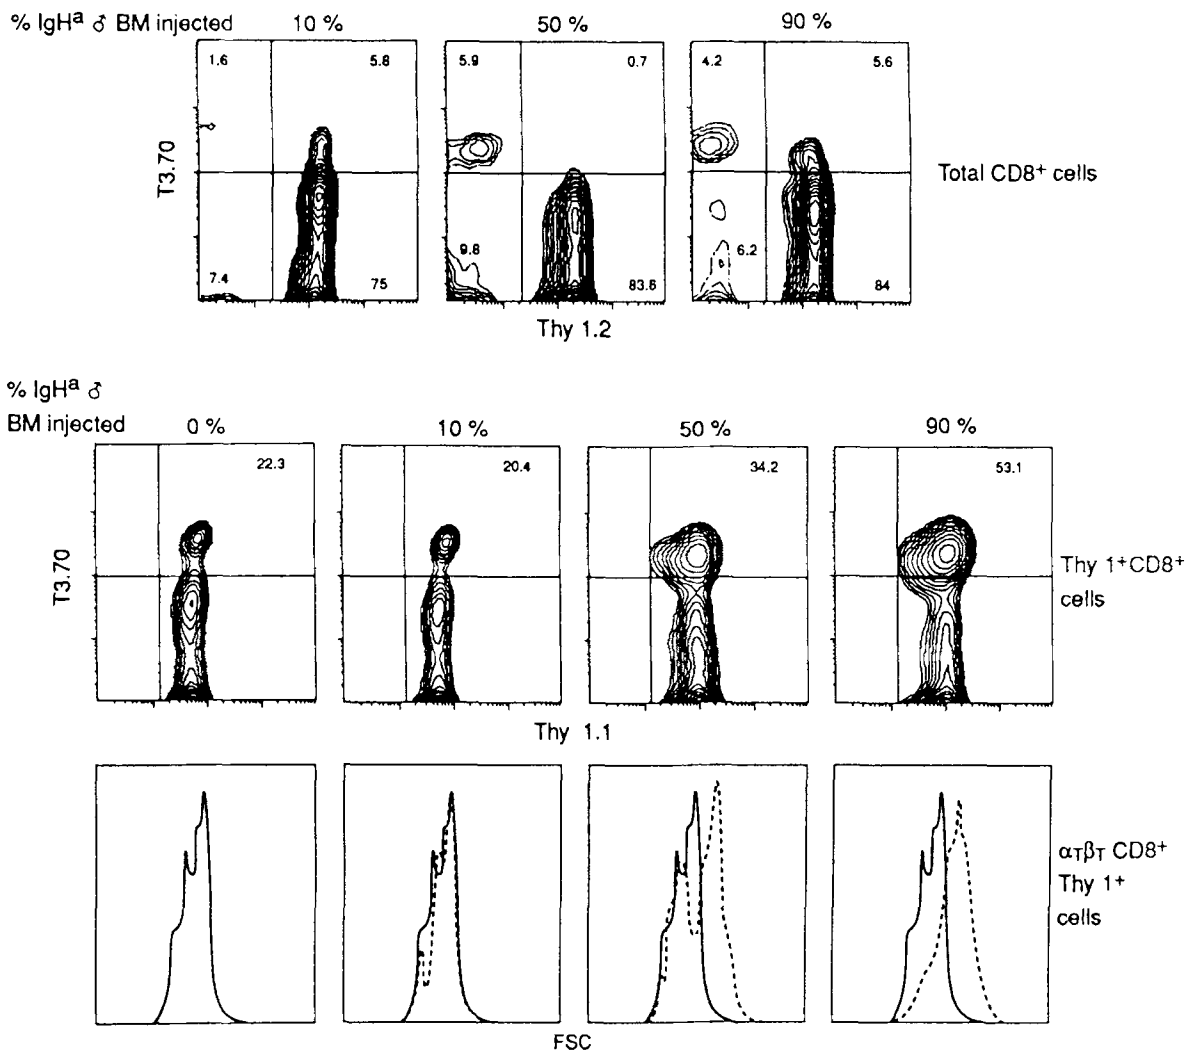 % IgHᵃ ♂ BM injected 10 % 50 % 90 %
1.6 5.8 5.9 0.7 4.2 5.6
T3.70
Total CD8⁺ cells
7.4 75 9.8 83.6 6.2 84
Thy 1.2
% IgHᵃ ♂
BM injected 0 % 10 % 50 % 90 %
22.3 20.4 34.2 53.1
T3.70
Thy 1⁺CD8⁺
cells
Thy 1.1
αTβT CD8⁺
Thy 1⁺
cells
FSC